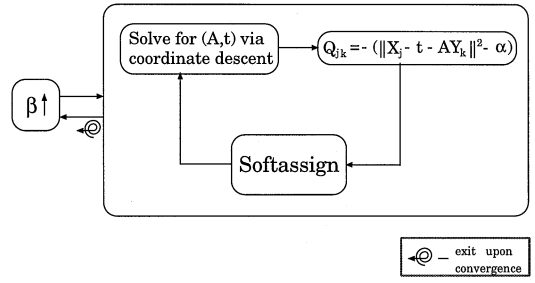 Solve for (A,t) via
coordinate descent
Q_jk = - (‖X_j - t - AY_k‖² - α)
β↑
Softassign
— exit upon
convergence